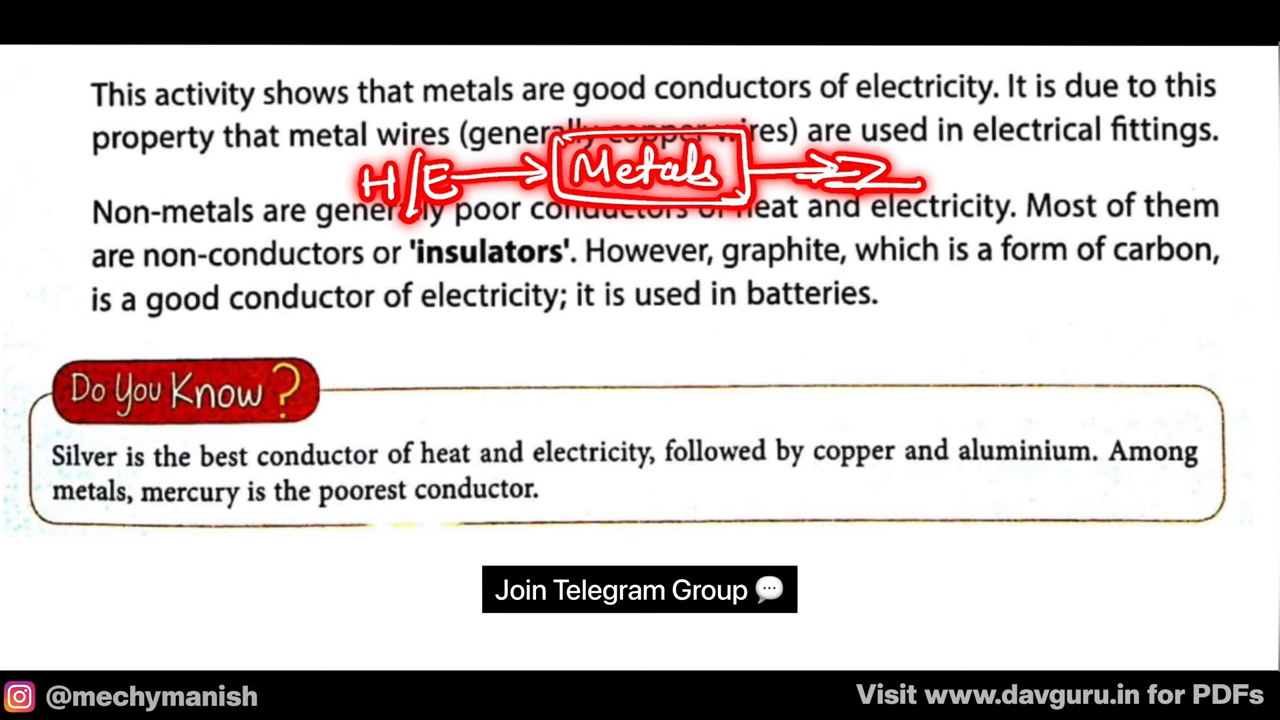 This activity shows that metals are good conductors of electricity. It is due to this
property that metal wires (generally copper wires) are used in electrical fittings.
H/E → Metals →
Non-metals are generally poor conductors of heat and electricity. Most of them
are non-conductors or 'insulators'. However, graphite, which is a form of carbon,
is a good conductor of electricity; it is used in batteries.
Do You Know?
Silver is the best conductor of heat and electricity, followed by copper and aluminium. Among
metals, mercury is the poorest conductor.
Join Telegram Group 💬
@mechymanish
Visit www.davguru.in for PDFs